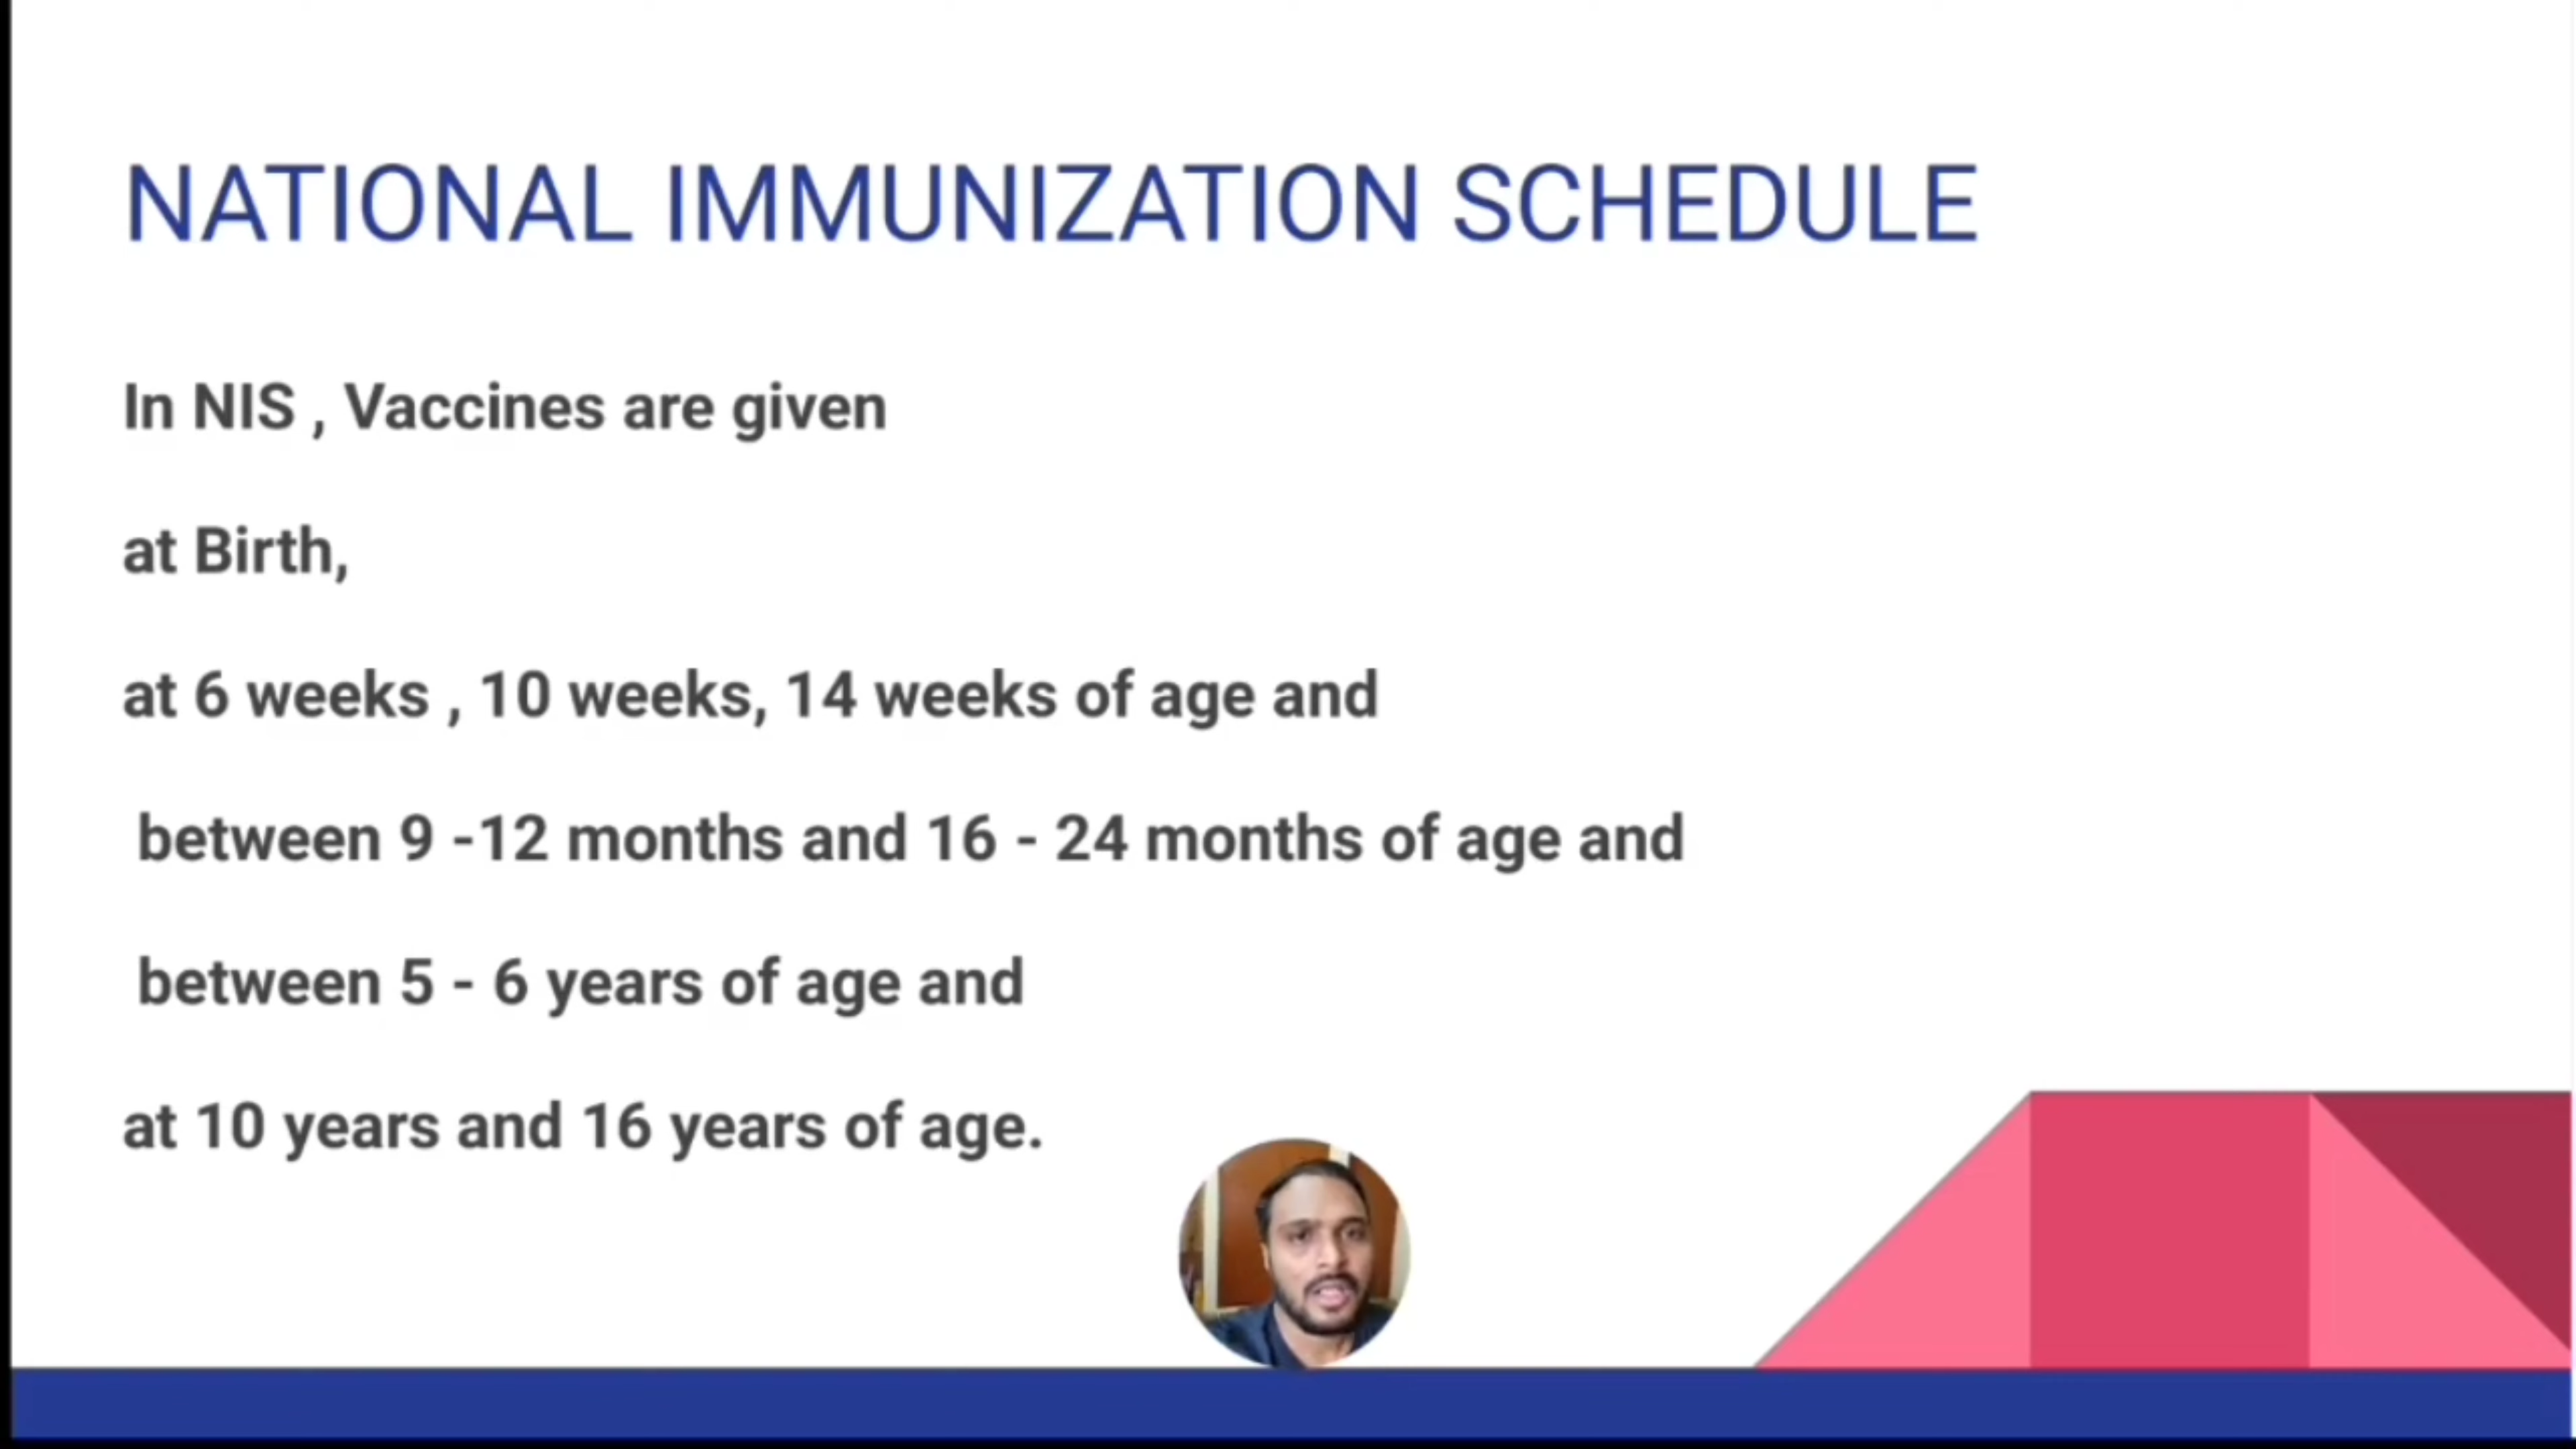 NATIONAL IMMUNIZATION SCHEDULE
In NIS , Vaccines are given
at Birth,
at 6 weeks , 10 weeks, 14 weeks of age and
between 9 -12 months and 16 - 24 months of age and
between 5 - 6 years of age and
at 10 years and 16 years of age.